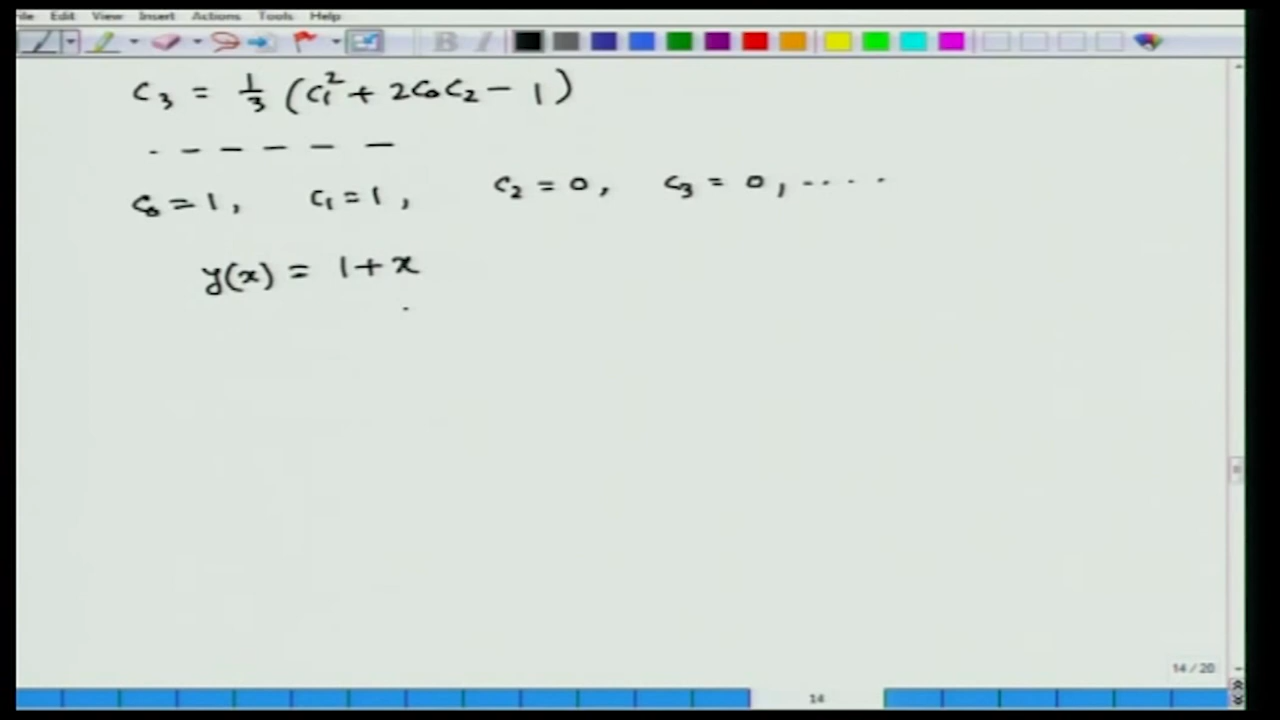 File Edit View Insert Actions Tools Help
B I
c₃ = 1/3 (c₁² + 2c₀c₂ − 1)
. − − − − − −
c₀ = 1, c₁ = 1, c₂ = 0, c₃ = 0, ....
y(x) = 1 + x
14 / 20
14